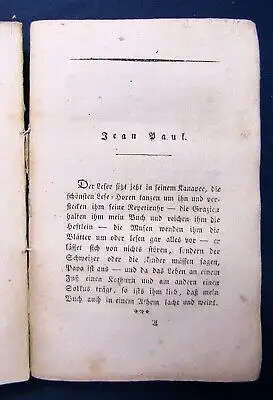 Jean Paul.
Der Leser sitzt jetzt in seinem Kanapee, die
schönsten Lese-Horen tanzen um ihn und ver-
stecken ihm seine Repetieruhr — die Grazien
halten ihm mein Buch und reichen ihm die
Heftlein — die Musen wenden ihm die
Blätter um oder lesen gar alles vor — er
lässet sich von nichts stören, sondern der
Schweizer oder die Kinder müssen sagen,
Papa ist aus — und da das Leben an einem
Fuß einen Kothurn und am andern einen
Sokkus trägt, so ists ihm lieb, daß mein
Buch auch in einem Athem lacht und weint.
***
A